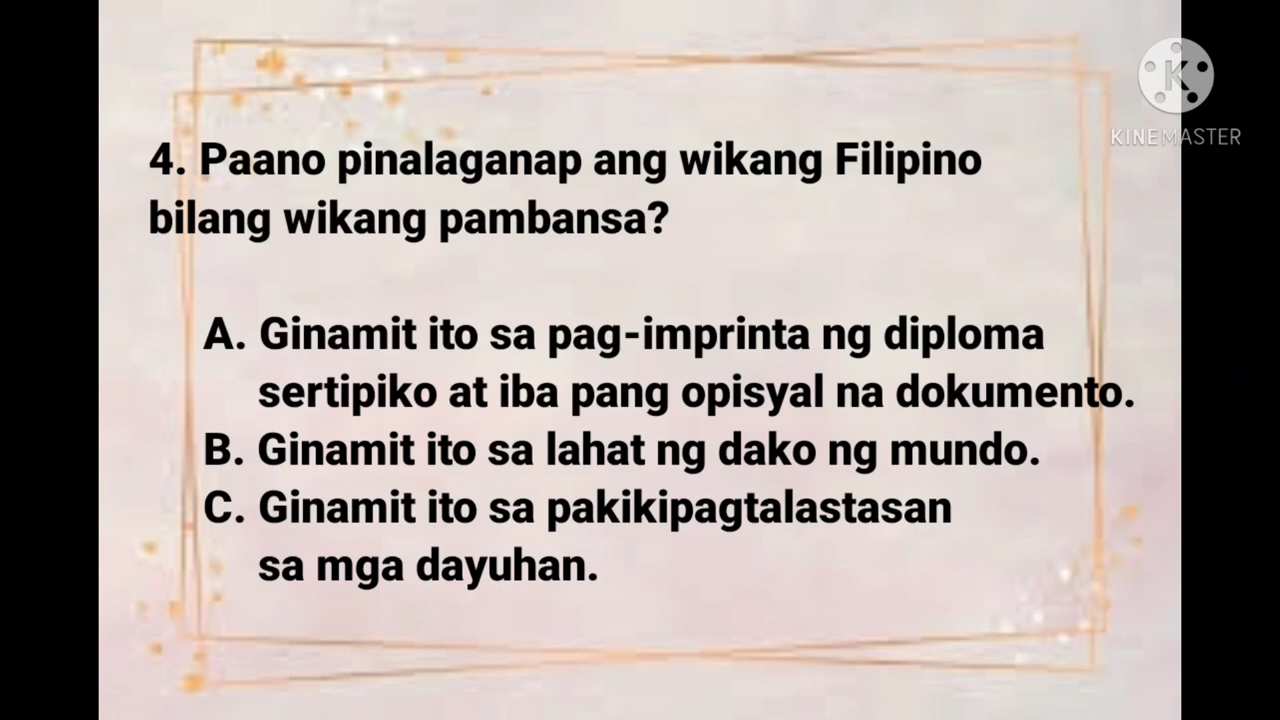 4. Paano pinalaganap ang wikang Filipino
bilang wikang pambansa?
A. Ginamit ito sa pag-imprinta ng diploma
sertipiko at iba pang opisyal na dokumento.
B. Ginamit ito sa lahat ng dako ng mundo.
C. Ginamit ito sa pakikipagtalastasan
sa mga dayuhan.
K
KINEMASTER